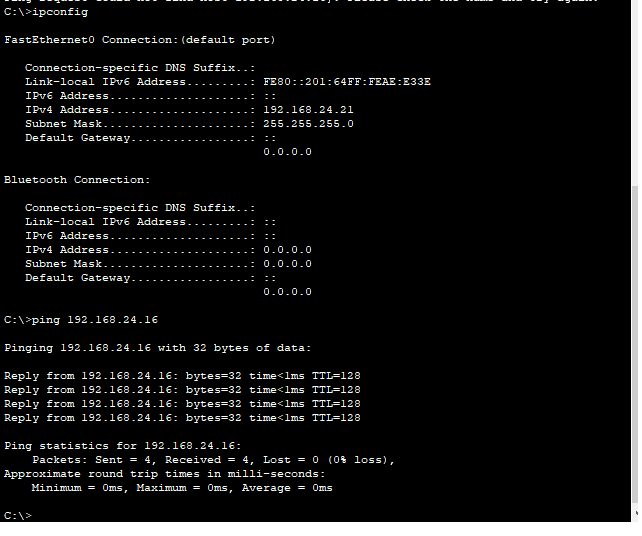 C:\>ipconfig
FastEthernet0 Connection:(default port)
Connection-specific DNS Suffix..:
Link-local IPv6 Address.........: FE80::201:64FF:FEAE:E33E
IPv6 Address....................: ::
IPv4 Address....................: 192.168.24.21
Subnet Mask.....................: 255.255.255.0
Default Gateway.................: ::
0.0.0.0
Bluetooth Connection:
Connection-specific DNS Suffix..:
Link-local IPv6 Address.........: ::
IPv6 Address....................: ::
IPv4 Address....................: 0.0.0.0
Subnet Mask.....................: 0.0.0.0
Default Gateway.................: ::
0.0.0.0
C:\>ping 192.168.24.16
Pinging 192.168.24.16 with 32 bytes of data:
Reply from 192.168.24.16: bytes=32 time<1ms TTL=128
Reply from 192.168.24.16: bytes=32 time<1ms TTL=128
Reply from 192.168.24.16: bytes=32 time<1ms TTL=128
Reply from 192.168.24.16: bytes=32 time<1ms TTL=128
Ping statistics for 192.168.24.16:
Packets: Sent = 4, Received = 4, Lost = 0 (0% loss),
Approximate round trip times in milli-seconds:
Minimum = 0ms, Maximum = 0ms, Average = 0ms
C:\>